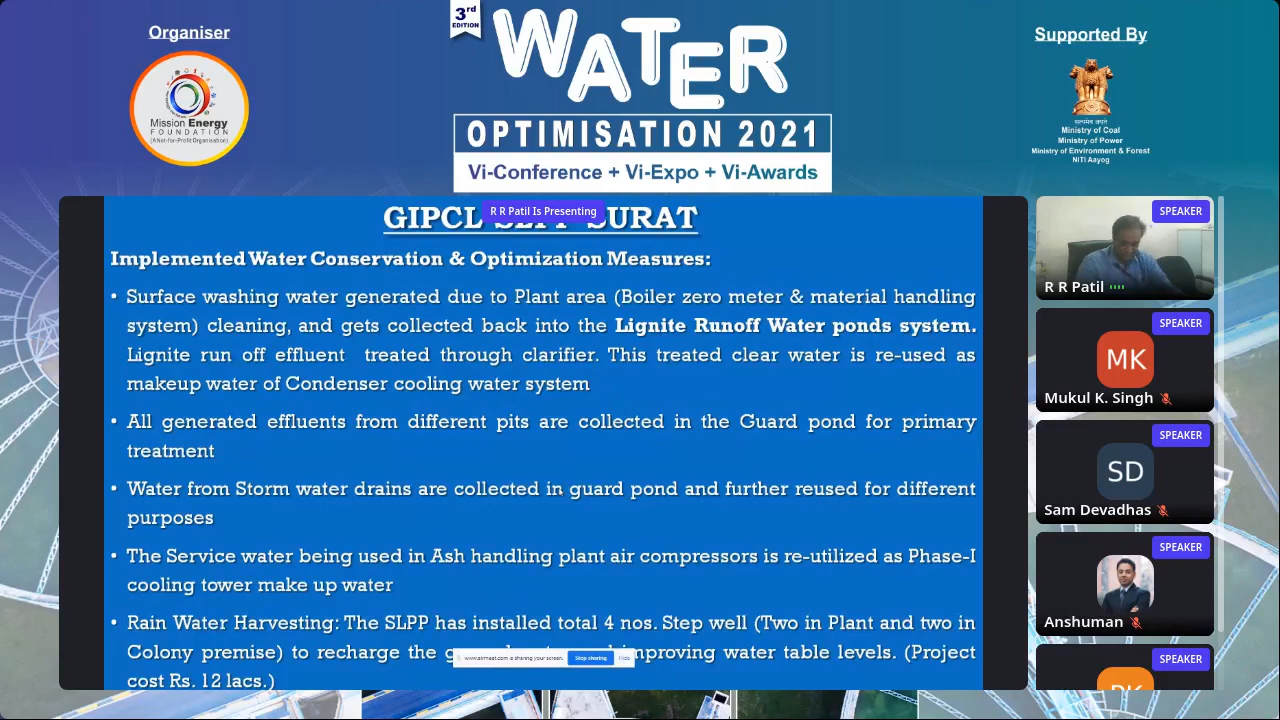 Organiser
Mission Energy
FOUNDATION
(A Not-for-Profit Organisation)
3rd
EDITION
WATER
OPTIMISATION 2021
Vi-Conference + Vi-Expo + Vi-Awards
Supported By
सत्यमेव जयते
Ministry of Coal
Ministry of Power
Ministry of Environment & Forest
NITI Aayog
GIPCL SURAT
R R Patil Is Presenting
Implemented Water Conservation & Optimization Measures:
• Surface washing water generated due to Plant area (Boiler zero meter & material handling
system) cleaning, and gets collected back into the Lignite Runoff Water ponds system.
Lignite run off effluent treated through clarifier. This treated clear water is re-used as
makeup water of Condenser cooling water system
• All generated effluents from different pits are collected in the Guard pond for primary
treatment
• Water from Storm water drains are collected in guard pond and further reused for different
purposes
• The Service water being used in Ash handling plant air compressors is re-utilized as Phase-I
cooling tower make up water
• Rain Water Harvesting: The SLPP has installed total 4 nos. Step well (Two in Plant and two in
Colony premise) to recharge the improving water table levels. (Project
cost Rs. 12 lacs.)
www.airmeet.com is sharing your screen. Stop sharing Hide
SPEAKER
R R Patil
SPEAKER
MK
Mukul K. Singh
SPEAKER
SD
Sam Devadhas
SPEAKER
Anshuman
SPEAKER